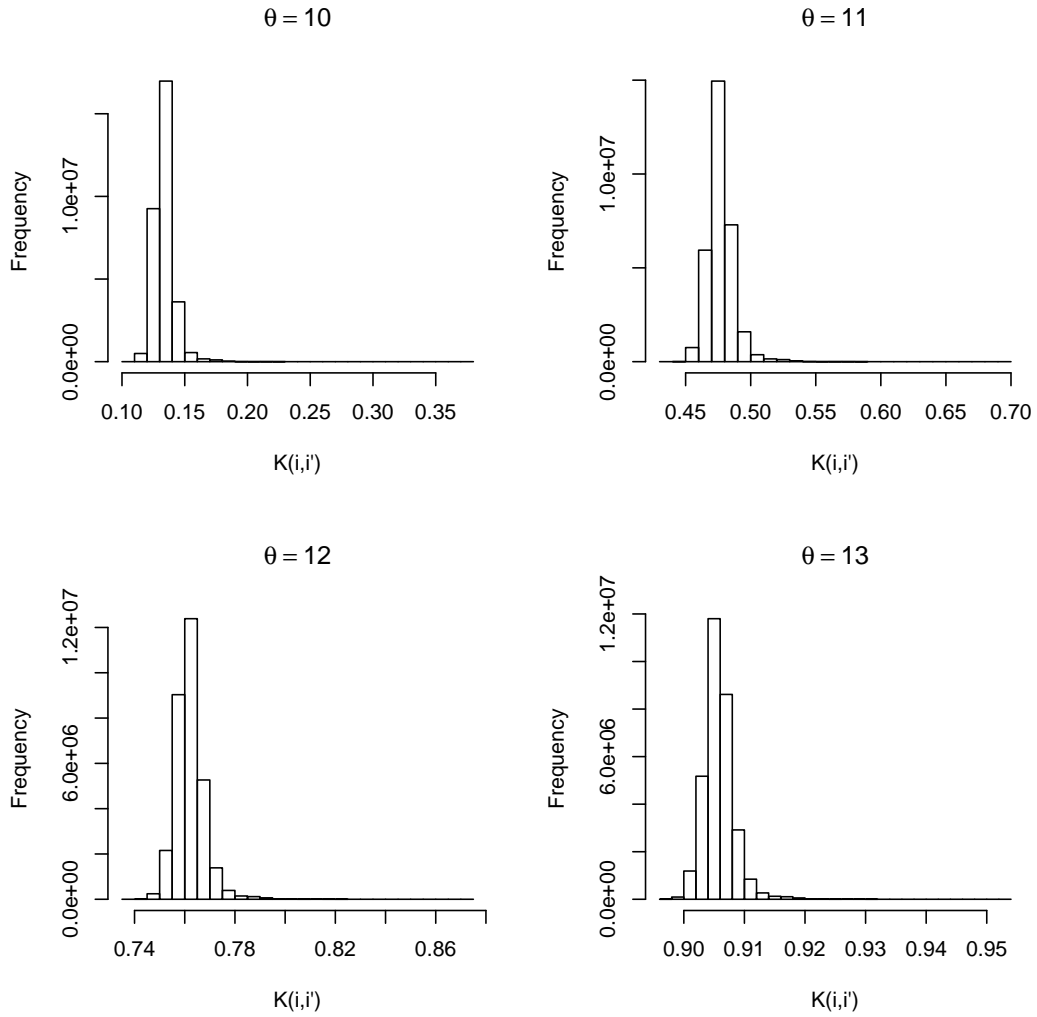 θ = 10
Frequency
0.0e+00 1.0e+07
0.10 0.15 0.20 0.25 0.30 0.35
K(i,i')
θ = 11
Frequency
0.0e+00 1.0e+07
0.45 0.50 0.55 0.60 0.65 0.70
K(i,i')
θ = 12
Frequency
0.0e+00 6.0e+06 1.2e+07
0.74 0.78 0.82 0.86
K(i,i')
θ = 13
Frequency
0.0e+00 6.0e+06 1.2e+07
0.90 0.91 0.92 0.93 0.94 0.95
K(i,i')